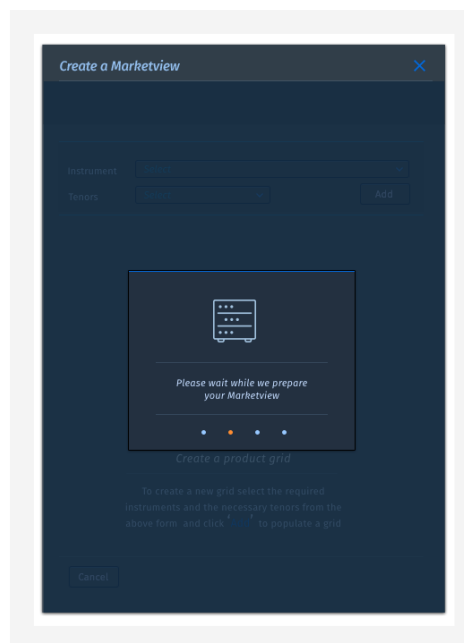 Create a Marketview
Instrument
Tenors
Add
Please wait while we prepare
your Marketview
Create a product grid
To create a new grid select the required
instruments and the necessary tenors from the
above form and click ' ' to populate a grid
Cancel